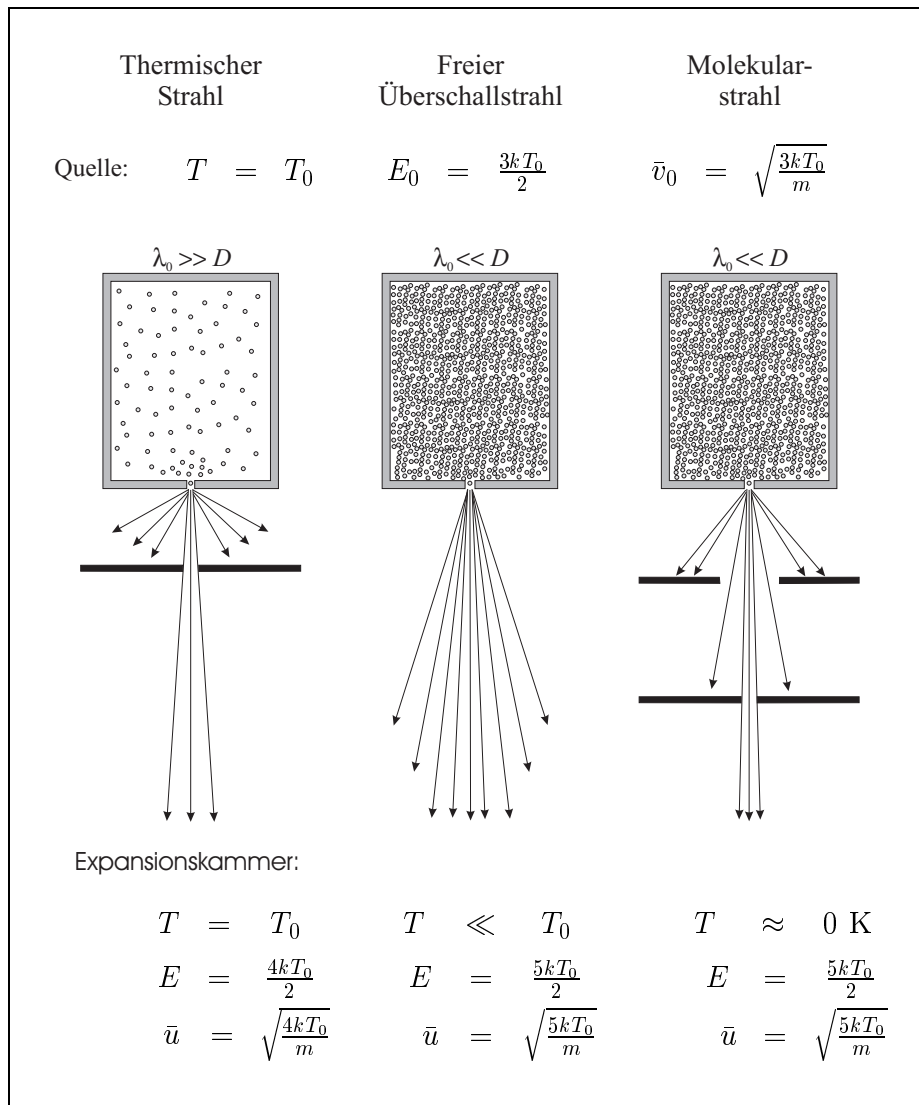 Thermischer Strahl
Freier Überschallstrahl
Molekular-strahl
Quelle: T = T₀ E₀ = 3kT₀/2 v̄₀ = √(3kT₀/m)
λ₀ >> D λ₀ << D λ₀ << D
Expansionskammer:
T = T₀ T ≪ T₀ T ≈ 0 K
E = 4kT₀/2 E = 5kT₀/2 E = 5kT₀/2
ū = √(4kT₀/m) ū = √(5kT₀/m) ū = √(5kT₀/m)